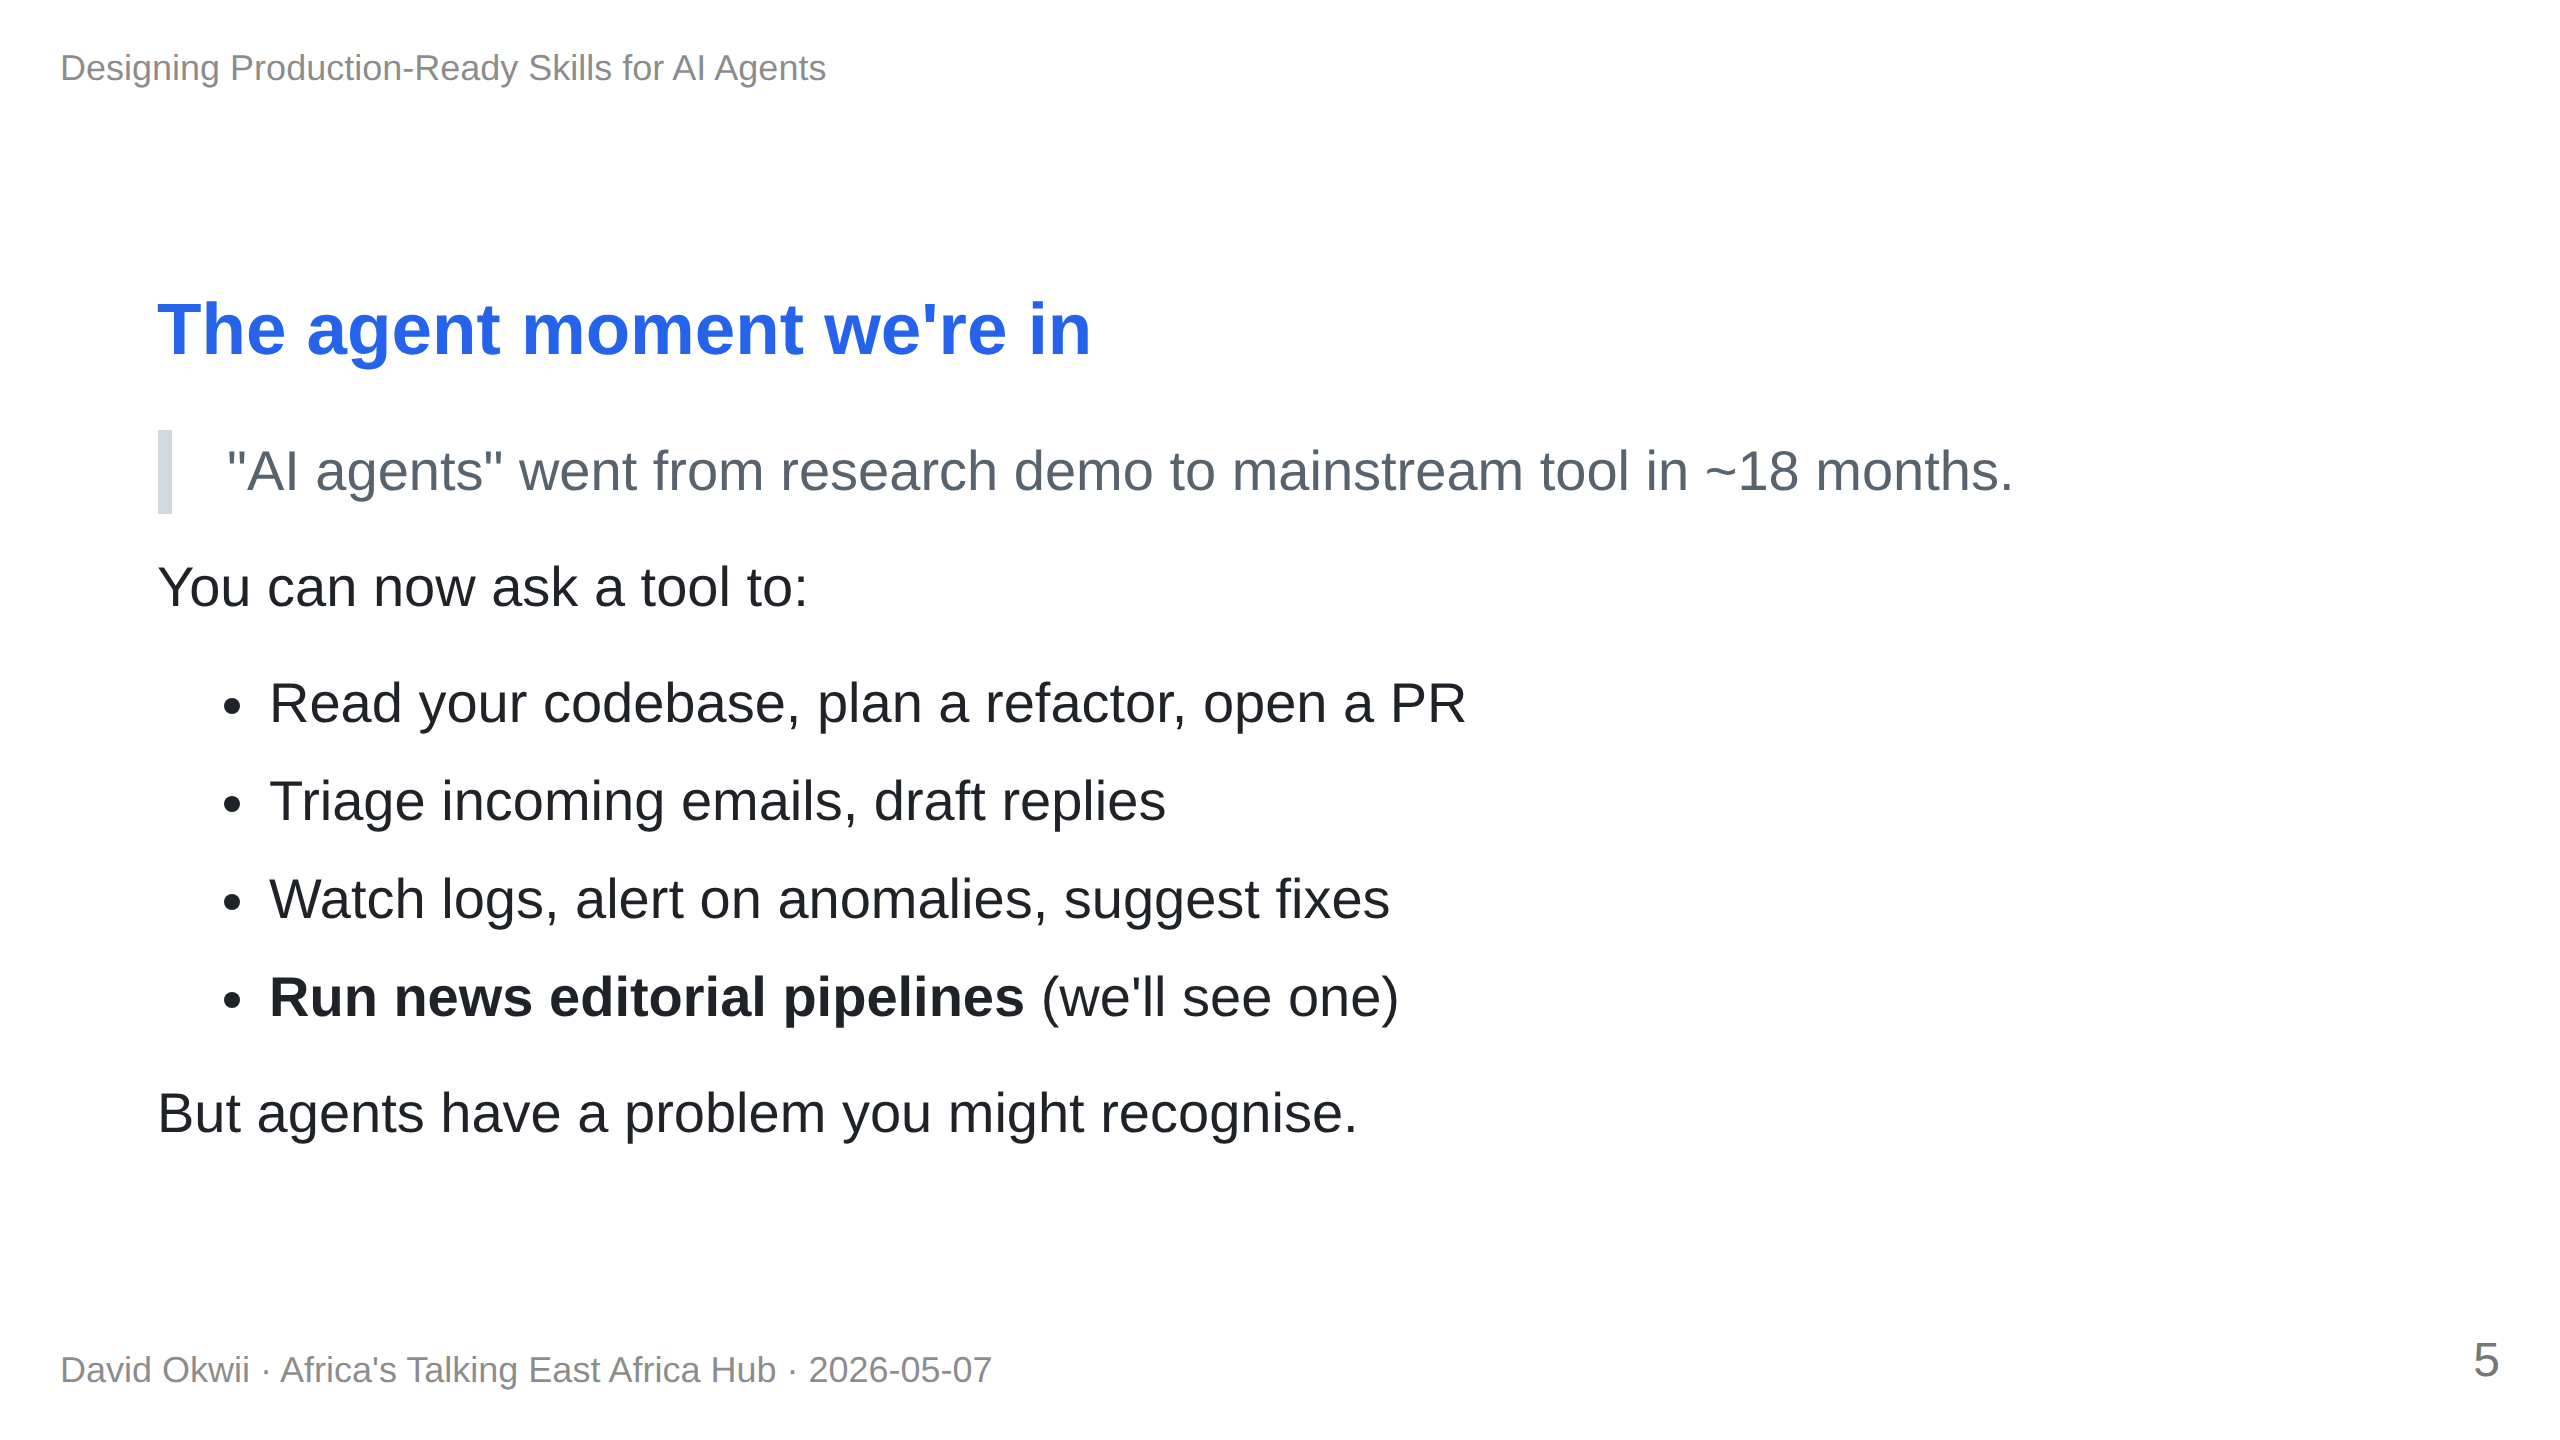 Designing Production-Ready Skills for AI Agents
The agent moment we're in
"AI agents" went from research demo to mainstream tool in ~18 months.
You can now ask a tool to:
• Read your codebase, plan a refactor, open a PR
• Triage incoming emails, draft replies
• Watch logs, alert on anomalies, suggest fixes
• Run news editorial pipelines (we'll see one)
But agents have a problem you might recognise.
David Okwii · Africa's Talking East Africa Hub · 2026-05-07
5